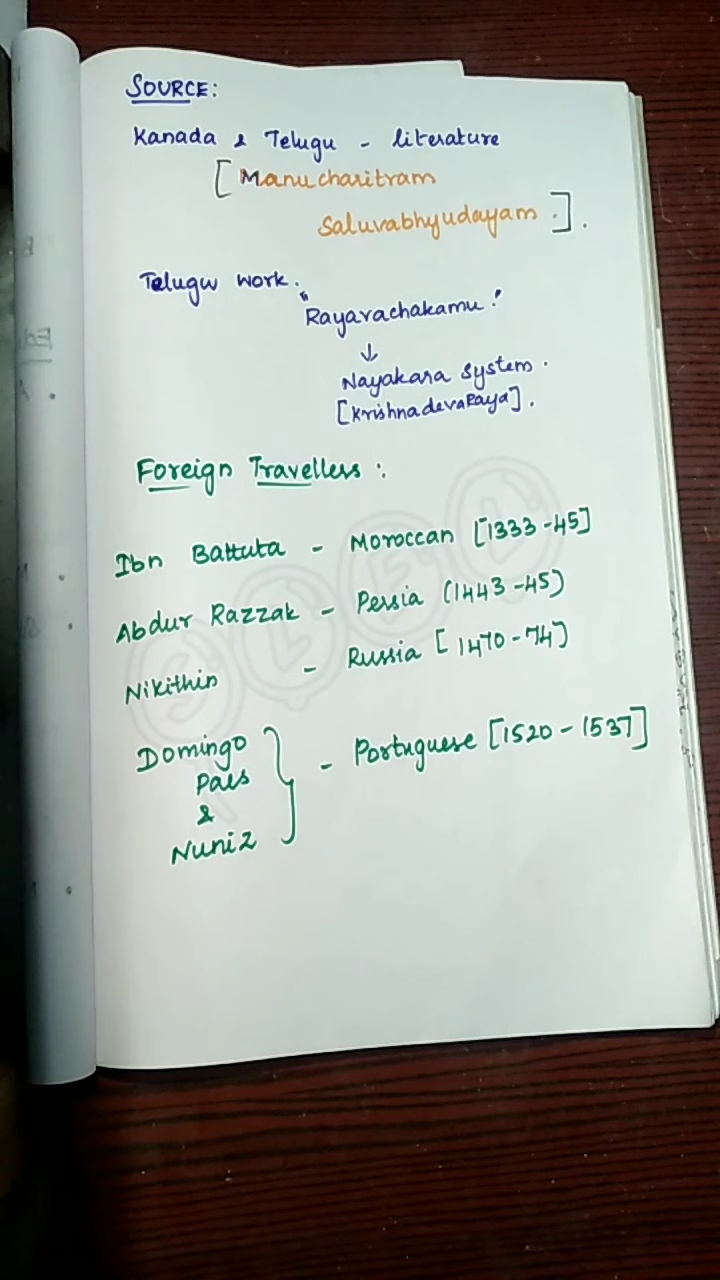 SOURCE:
Kanada & Telugu - literature
[Manucharitram
Saluvabhyudayam.].
Telugu work.
"Rayavachakamu!
↓
Nayakara system.
[KrishnadevaRaya].
Foreign Travellers:
Ibn Battuta - Moroccan [1333-45]
Abdur Razzak - Persia (1443-45)
Nikithin - Russia [1470-74)
Domingo
Paes
&
Nuniz } - Portuguese [1520-1537]